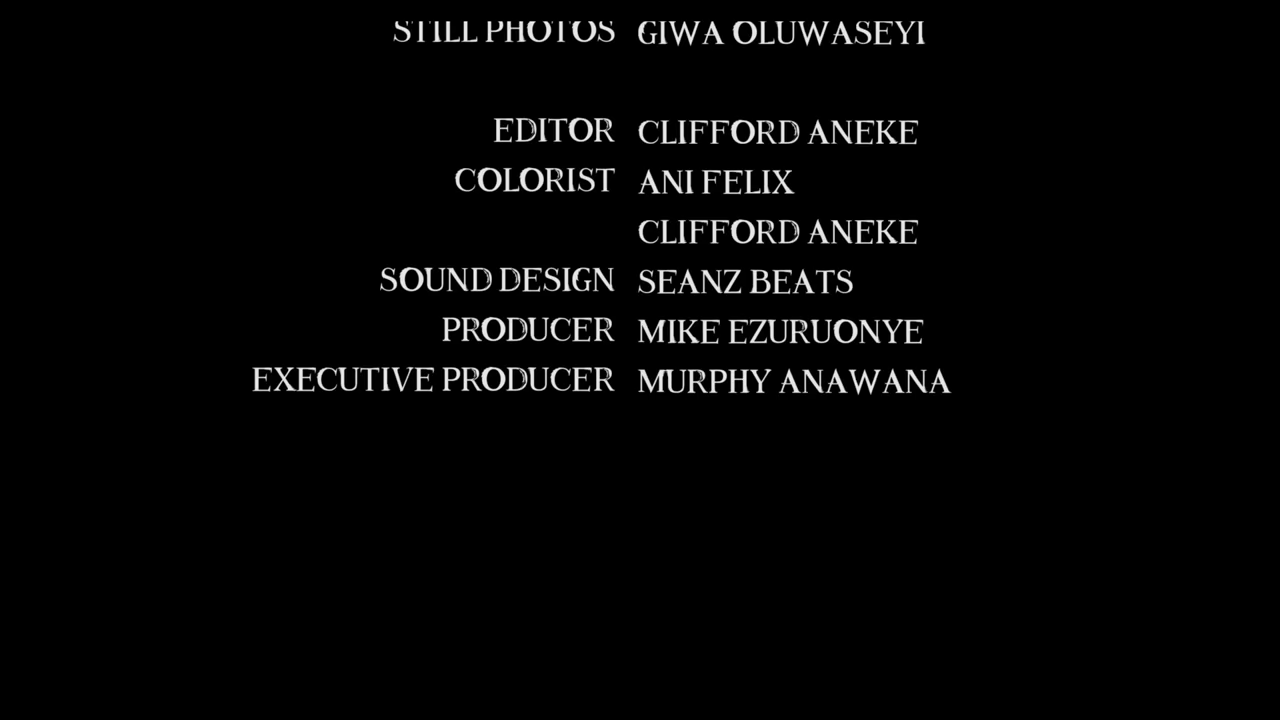 STILL PHOTOS GIWA OLUWASEYI
EDITOR CLIFFORD ANEKE
COLORIST ANI FELIX
CLIFFORD ANEKE
SOUND DESIGN SEANZ BEATS
PRODUCER MIKE EZURUONYE
EXECUTIVE PRODUCER MURPHY ANAWANA